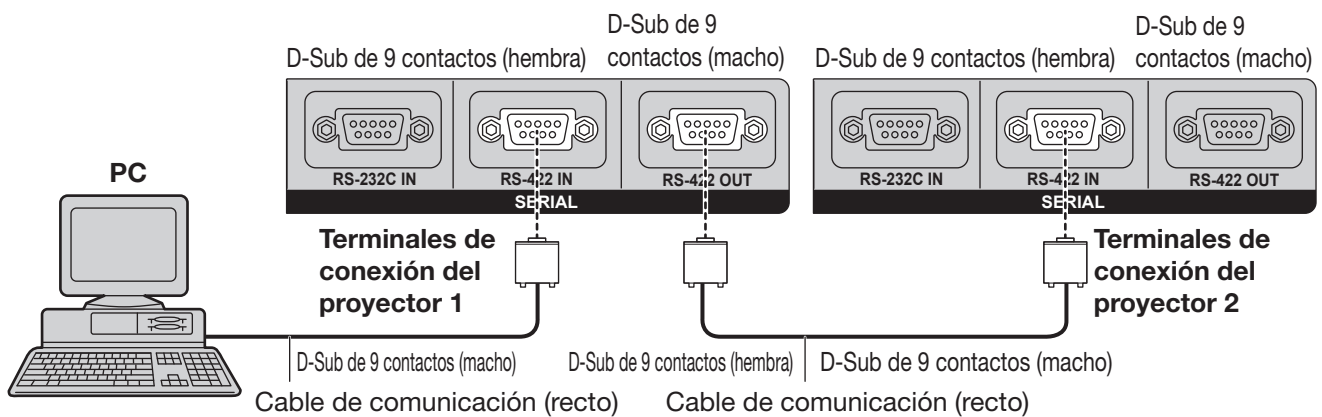 D-Sub de 9 contactos (hembra)
D-Sub de 9
contactos (macho)
D-Sub de 9 contactos (hembra)
D-Sub de 9
contactos (macho)
RS-232C IN
RS-422 IN
RS-422 OUT
SERIAL
RS-232C IN
RS-422 IN
RS-422 OUT
SERIAL
PC
Terminales de
conexión del
proyector 1
Terminales de
conexión del
proyector 2
D-Sub de 9 contactos (macho)
D-Sub de 9 contactos (hembra)
D-Sub de 9 contactos (macho)
Cable de comunicación (recto)
Cable de comunicación (recto)